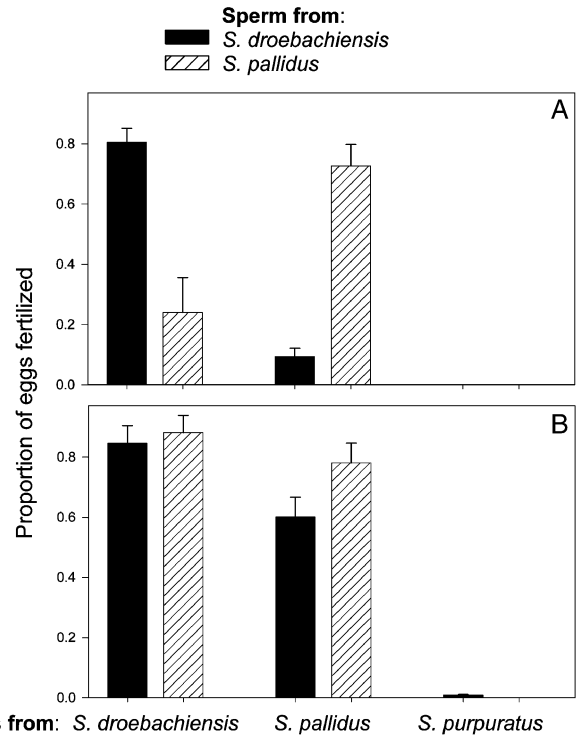 Sperm from:
S. droebachiensis
S. pallidus
A
0.8
0.6
0.4
0.2
0.0
Proportion of eggs fertilized
B
0.8
0.6
0.4
0.2
0.0
from: S. droebachiensis S. pallidus S. purpuratus